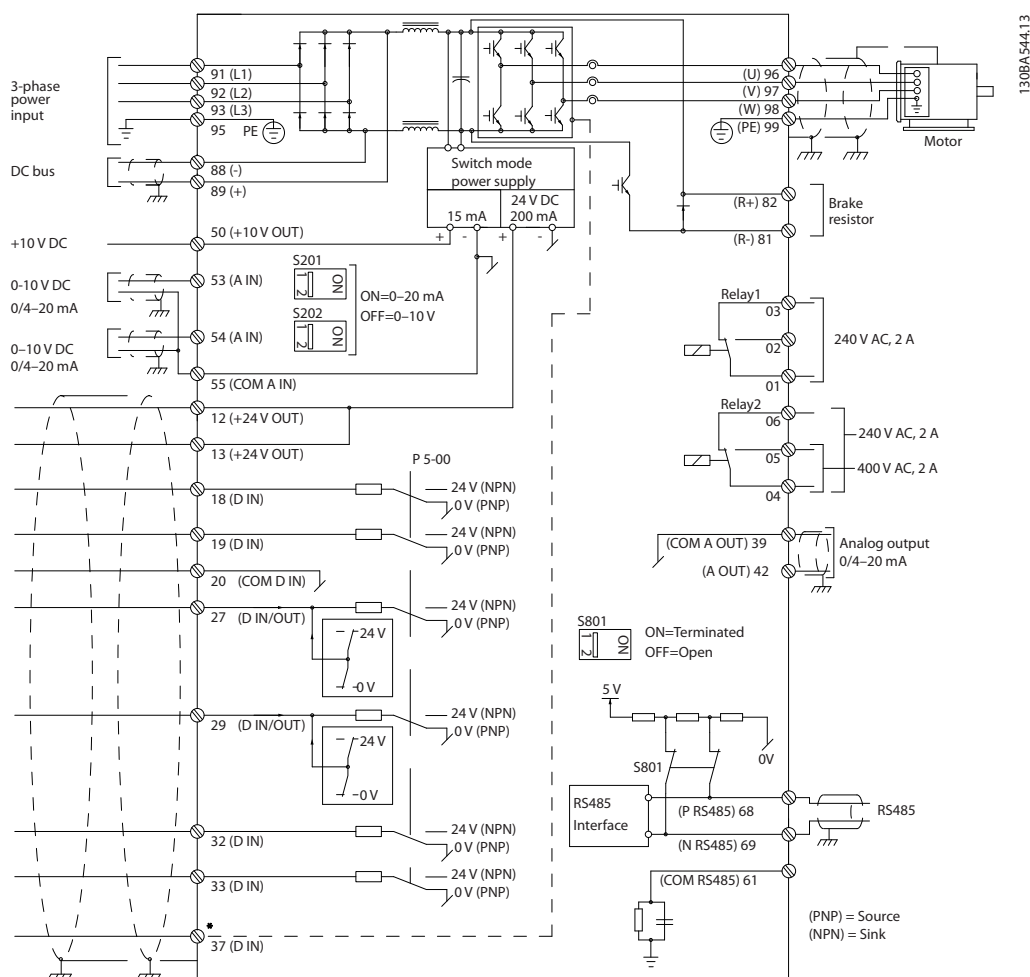 130BA544.13
3-phase
power
input
91 (L1)
92 (L2)
93 (L3)
95 PE
(U) 96
(V) 97
(W) 98
(PE) 99
Motor
DC bus
88 (-)
89 (+)
Switch mode
power supply
15 mA
24 V DC
200 mA
+ - + -
(R+) 82
(R-) 81
Brake
resistor
+10 V DC
50 (+10 V OUT)
0-10 V DC
0/4–20 mA
53 (A IN)
S201
1 2 ON
S202
1 2 ON
ON=0–20 mA
OFF=0–10 V
0–10 V DC
0/4–20 mA
54 (A IN)
55 (COM A IN)
Relay1
03
02
01
240 V AC, 2 A
Relay2
06
05
04
240 V AC, 2 A
400 V AC, 2 A
12 (+24 V OUT)
13 (+24 V OUT)
P 5-00
18 (D IN)
24 V (NPN)
0 V (PNP)
19 (D IN)
24 V (NPN)
0 V (PNP)
20 (COM D IN)
27 (D IN/OUT)
24 V (NPN)
0 V (PNP)
24 V
0 V
29 (D IN/OUT)
24 V (NPN)
0 V (PNP)
24 V
0 V
32 (D IN)
24 V (NPN)
0 V (PNP)
33 (D IN)
24 V (NPN)
0 V (PNP)
*
37 (D IN)
(COM A OUT) 39
(A OUT) 42
Analog output
0/4–20 mA
S801
1 2 ON
ON=Terminated
OFF=Open
5 V
0V
S801
RS485
Interface
(P RS485) 68
(N RS485) 69
RS485
(COM RS485) 61
(PNP) = Source
(NPN) = Sink